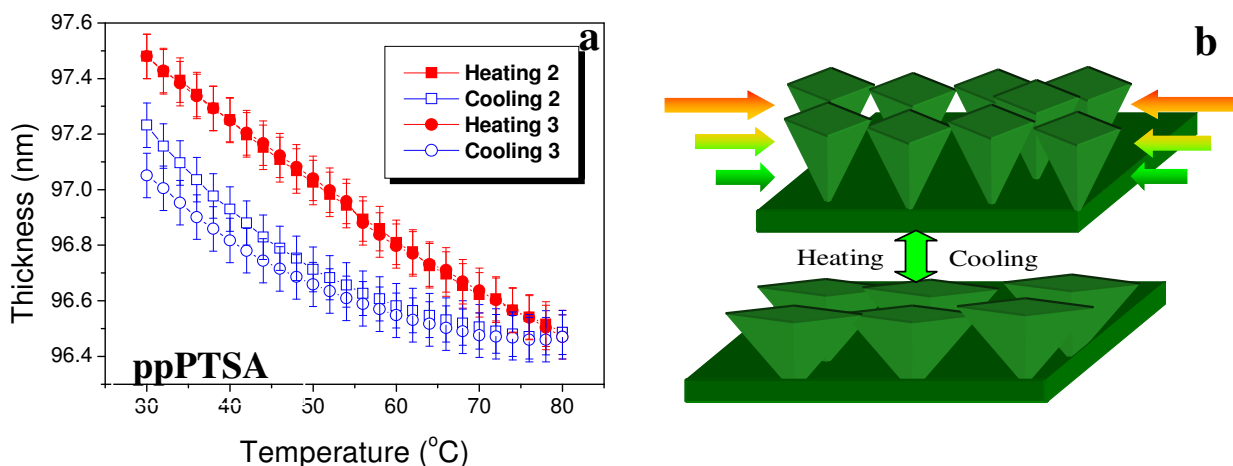 a
97.6
97.4
97.2
97.0
96.8
96.6
96.4
Thickness (nm)
Heating 2
Cooling 2
Heating 3
Cooling 3
ppPTSA
30 40 50 60 70 80
Temperature (°C)
b
Heating Cooling